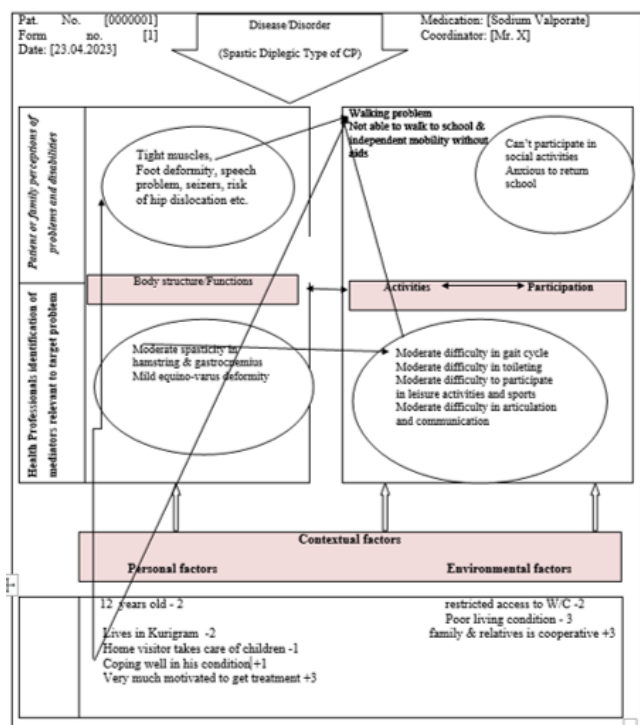 Pat. No. [0000001]
Form no. [1]
Date: [23.04.2023]
Disease/Disorder
(Spastic Diplegic Type of CP)
Medication: [Sodium Valporate]
Coordinator: [Mr. X]
Patient or family perceptions of
problems and disabilities
Tight muscles,
Foot deformity, speech
problem, seizers, risk
of hip dislocation etc.
Walking problem
Not able to walk to school &
independent mobility without
aids
Can't participate in
social activities
Anxious to return
school
Body structure/Functions
Activities
Participation
Health Professionals identification of
mediators relevant to target problem
Moderate spasticity in
hamstring & gastrocnemius
Mild equino-varus deformity
Moderate difficulty in gait cycle
Moderate difficulty in toileting
Moderate difficulty to participate
in leisure activities and sports
Moderate difficulty in articulation
and communication
Contextual factors
Personal factors
Environmental factors
12 years old - 2
Lives in Kurigram -2
Home visitor takes care of children -1
Coping well in his condition +1
Very much motivated to get treatment +3
restricted access to W/C -2
Poor living condition - 3
family & relatives is cooperative +3